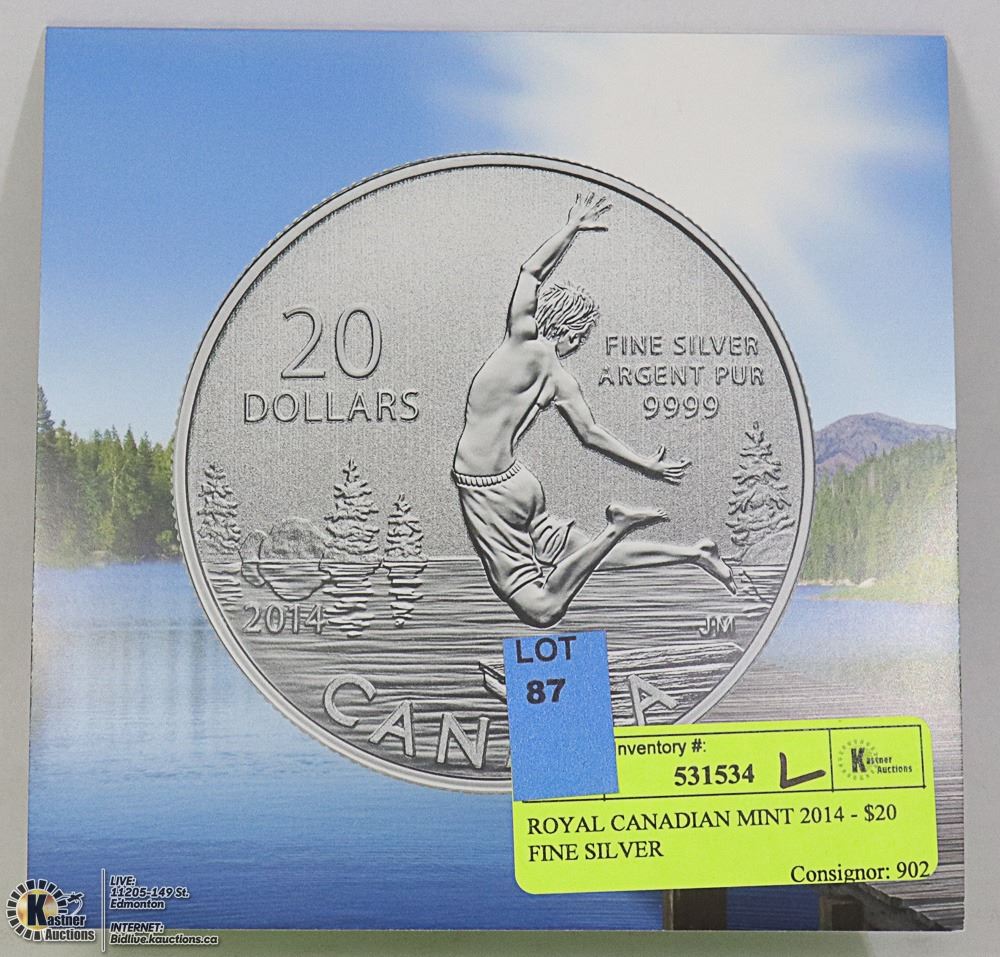 20
DOLLARS
FINE SILVER
ARGENT PUR
9999
2014
JM
CAN A
LOT
87
nventory #:
531534
Kastner
Auctions
ROYAL CANADIAN MINT 2014 - $20
FINE SILVER
Consignor: 902
Kastner
Auctions
LIVE:
11205-149 St.
Edmonton
INTERNET:
Bidlive.kauctions.ca